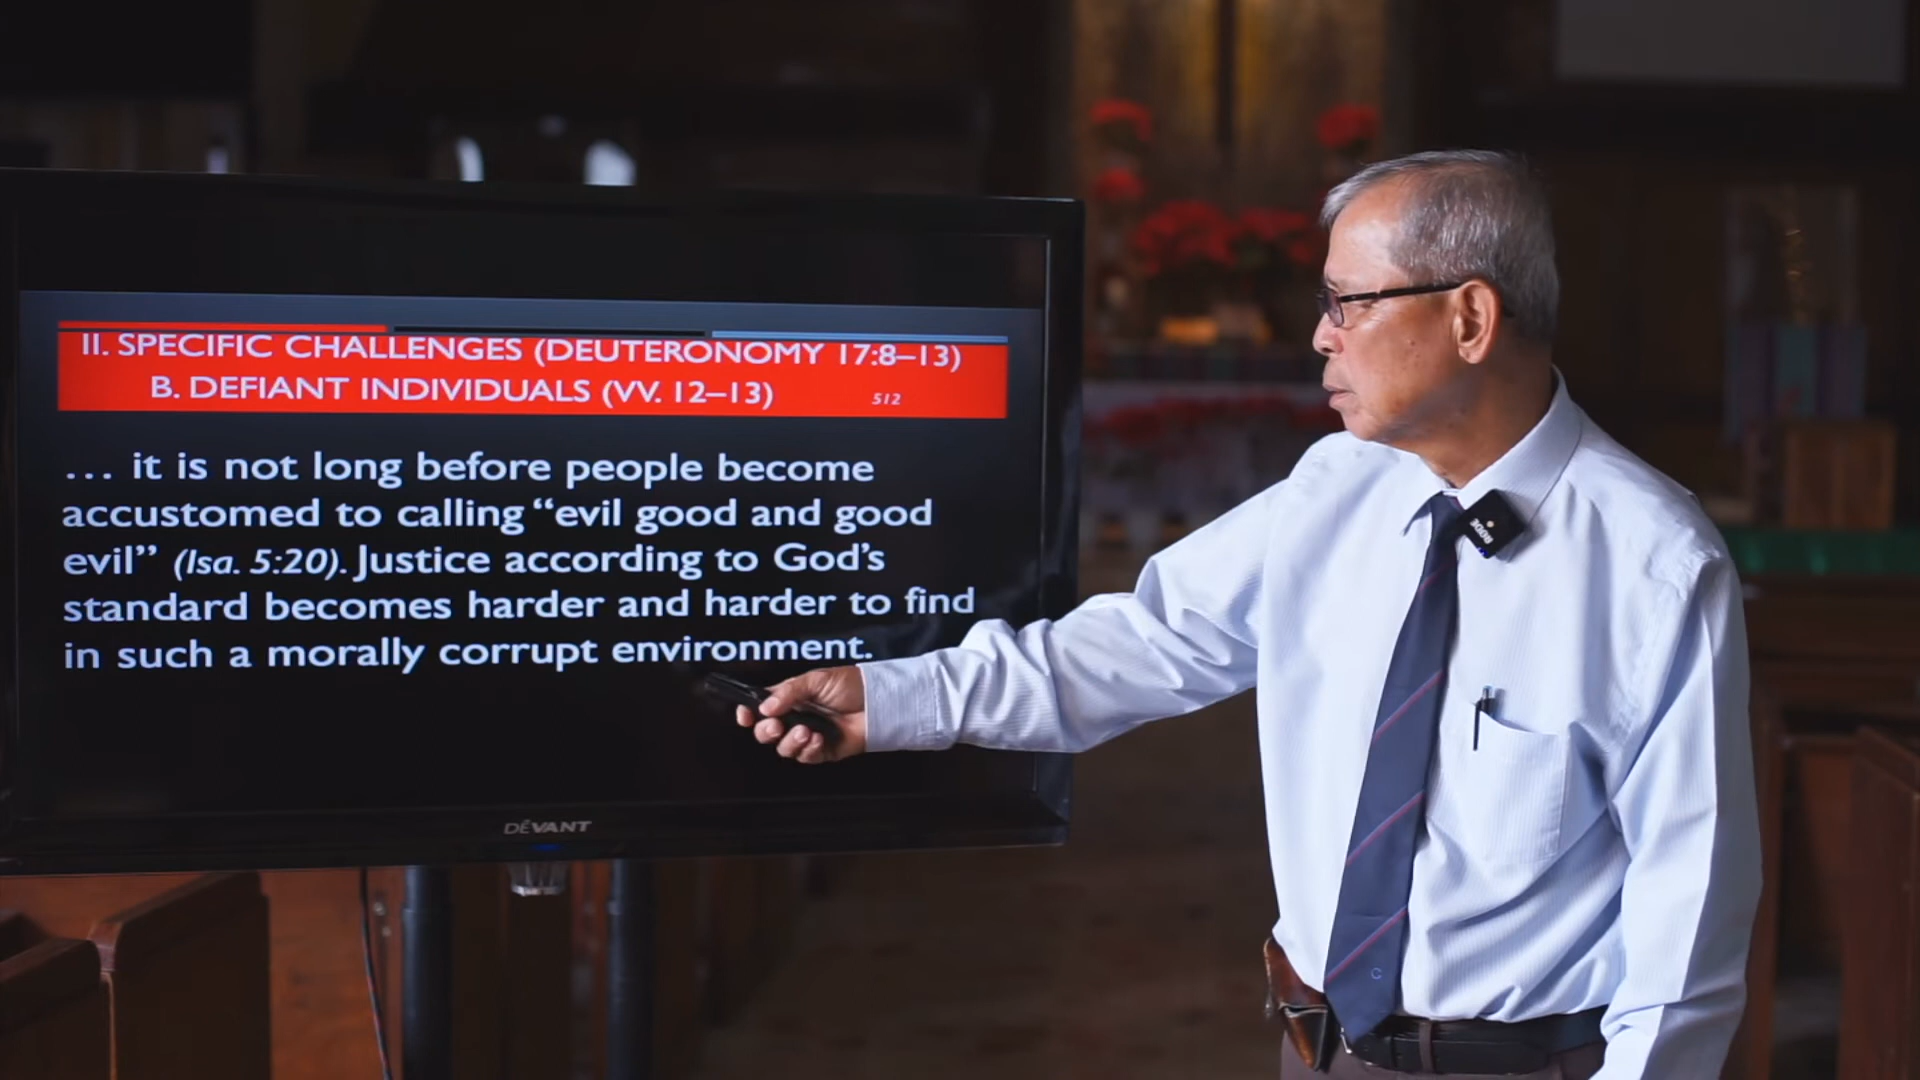 II. SPECIFIC CHALLENGES (DEUTERONOMY 17:8–13)
B. DEFIANT INDIVIDUALS (VV. 12–13) 512
… it is not long before people become
accustomed to calling “evil good and good
evil” (Isa. 5:20). Justice according to God’s
standard becomes harder and harder to find
in such a morally corrupt environment.
DEVANT
RODE
C